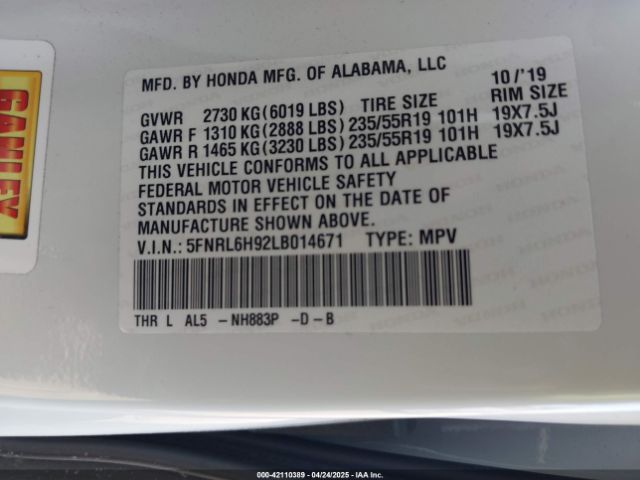 MFD. BY HONDA MFG. OF ALABAMA, LLC 10/'19
GVWR 2730 KG (6019 LBS) TIRE SIZE RIM SIZE
GAWR F 1310 KG (2888 LBS) 235/55R19 101H 19X7.5J
GAWR R 1465 KG (3230 LBS) 235/55R19 101H 19X7.5J
THIS VEHICLE CONFORMS TO ALL APPLICABLE
FEDERAL MOTOR VEHICLE SAFETY
STANDARDS IN EFFECT ON THE DATE OF
MANUFACTURE SHOWN ABOVE.
V.I.N.: 5FNRL6H92LB014671 TYPE: MPV
THR L AL5 -NH883P -D-B
GANLEY
000-42110389 04/24/2025 IAA Inc.